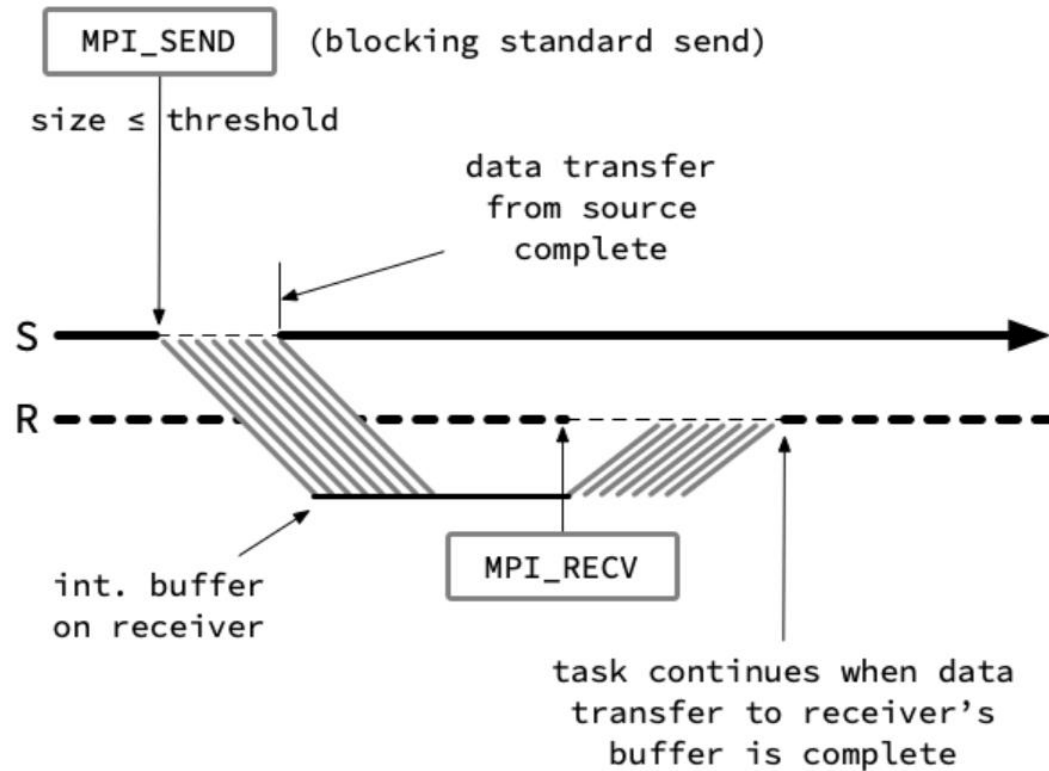 MPI_SEND (blocking standard send)
size ≤ threshold
data transfer
from source
complete
S
R
MPI_RECV
int. buffer
on receiver
task continues when data
transfer to receiver’s
buffer is complete